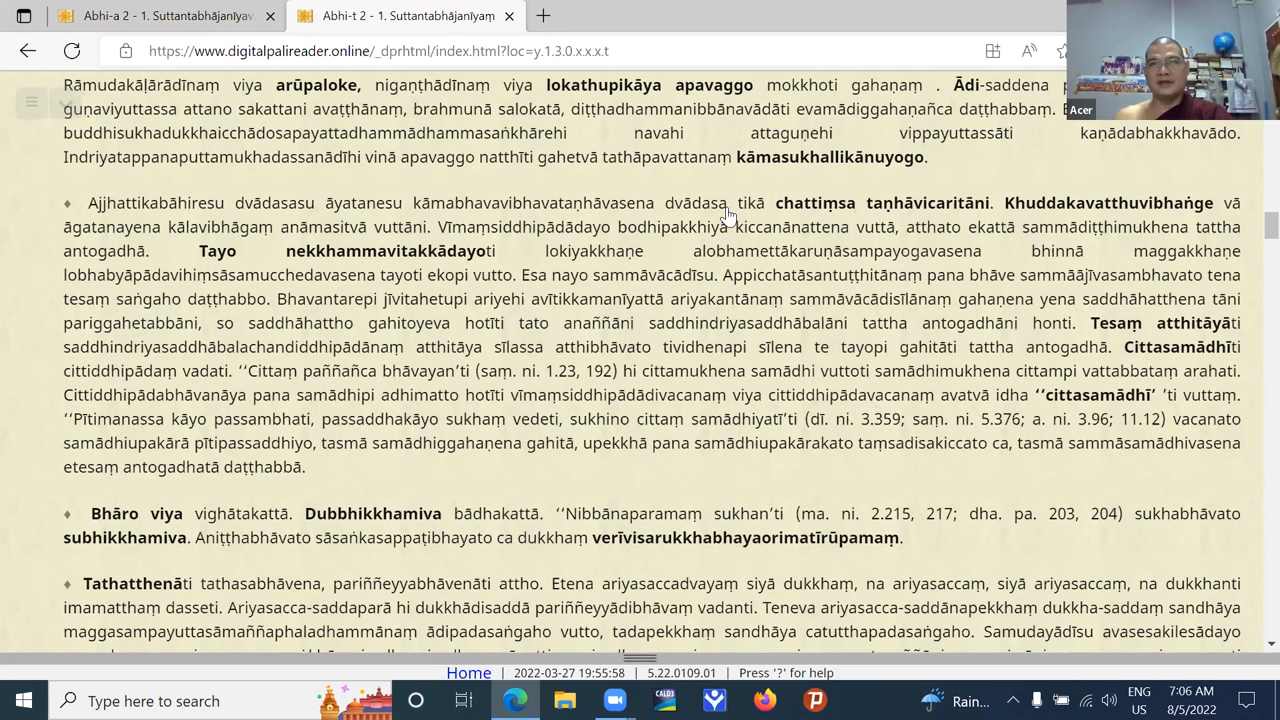 Abhi-a 2 - 1. Suttantabhājanīyava
Abhi-t 2 - 1. Suttantabhājanīyaṃ
https://www.digitalpalireader.online/_dprhtml/index.html?loc=y.1.3.0.x.x.x.t
Acer
Rāmudakāḷārādīnaṃ viya arūpaloke, nigaṇṭhādīnaṃ viya lokathupikāya apavaggo mokkhoti gahaṇaṃ . Ādi-saddena
guṇaviyuttassa attano sakattani avaṭṭhānaṃ, brahmunā salokatā, diṭṭhadhammanibbānavādāti evamādiggahaṇañca daṭṭhabbaṃ.
buddhisukhadukkhaicchādosapayattadhammādhammasaṅkhārehi navahi attaguṇehi vippayuttassāti kaṇādabhakkhavādo.
Indriyatappanaputtamukhadassanādīhi vinā apavaggo natthīti gahetvā tathāpavattanaṃ kāmasukhallikānuyogo.
♦ Ajjhattikabāhiresu dvādasasu āyatanesu kāmabhavavibhavataṇhāvasena dvādasa tikā chattiṃsa taṇhāvicaritāni. Khuddakavatthuvibhaṅge vā
āgatanayena kālavibhāgaṃ anāmasitvā vuttāni. Vīmaṃsiddhipādādayo bodhipakkhiyā kiccanānattena vuttā, atthato ekattā sammādiṭṭhimukhena tattha
antogadhā. Tayo nekkhammavitakkādayoti lokiyakkhaṇe alobhamettākaruṇāsampayogavasena bhinnā maggakkhaṇe
lobhabyāpādavihiṃsāsamucchedavasena tayoti ekopi vutto. Esa nayo sammāvācādīsu. Appicchatāsantuṭṭhitānaṃ pana bhāve sammāājīvasambhavato tena
tesaṃ saṅgaho daṭṭhabbo. Bhavantarepi jīvitahetupi ariyehi avītikkamanīyattā ariyakantānaṃ sammāvācādisīlānaṃ gahaṇena yena saddhāhatthena tāni
pariggahetabbāni, so saddhāhattho gahitoyeva hotīti tato anaññāni saddhindriyasaddhābalāni tattha antogadhāni honti. Tesaṃ atthitāyāti
saddhindriyasaddhābalachandiddhipādānaṃ atthitāya sīlassa atthibhāvato tividhenapi sīlena te tayopi gahitāti tattha antogadhā. Cittasamādhīti
cittiddhipādaṃ vadati. ‘‘Cittaṃ paññañca bhāvayan’ti (saṃ. ni. 1.23, 192) hi cittamukhena samādhi vuttoti samādhimukhena cittampi vattabbataṃ arahati.
Cittiddhipādabhāvanāya pana samādhipi adhimatto hotīti vīmaṃsiddhipādādivacanaṃ viya cittiddhipādavacanaṃ avatvā idha ‘‘cittasamādhī’ ’ti vuttaṃ.
‘‘Pītimanassa kāyo passambhati, passaddhakāyo sukhaṃ vedeti, sukhino cittaṃ samādhiyatī’ti (dī. ni. 3.359; saṃ. ni. 5.376; a. ni. 3.96; 11.12) vacanato
samādhiupakārā pītipassaddhiyo, tasmā samādhiggahaṇena gahitā, upekkhā pana samādhiupakārakato taṃsadisakiccato ca, tasmā sammāsamādhivasena
etesaṃ antogadhatā daṭṭhabbā.
♦ Bhāro viya vighātakattā. Dubbhikkhamiva bādhakattā. ‘‘Nibbānaparamaṃ sukhan’ti (ma. ni. 2.215, 217; dha. pa. 203, 204) sukhabhāvato
subhikkhamiva. Aniṭṭhabhāvato sāsaṅkasappaṭibhayato ca dukkhaṃ verīvisarukkhabhayaorimatīrūpamaṃ.
♦ Tathatthenāti tathasabhāvena, pariññeyyabhāvenāti attho. Etena ariyasaccadvayaṃ siyā dukkhaṃ, na ariyasaccaṃ, siyā ariyasaccaṃ, na dukkhanti
imamatthaṃ dasseti. Ariyasacca-saddaparā hi dukkhādisaddā pariññeyyādibhāvaṃ vadanti. Teneva ariyasacca-saddānapekkhaṃ dukkha-saddaṃ sandhāya
maggasampayuttasāmaññaphaladhammānaṃ ādipadasaṅgaho vutto, tadapekkhaṃ sandhāya catutthapadasaṅgaho. Samudayādīsu avasesakilesādayo
Home | 2022-03-27 19:55:58 | 5.22.0109.01 | Press '?' for help
Type here to search
CALD3
Rain...
ENG
US
7:06 AM
8/5/2022